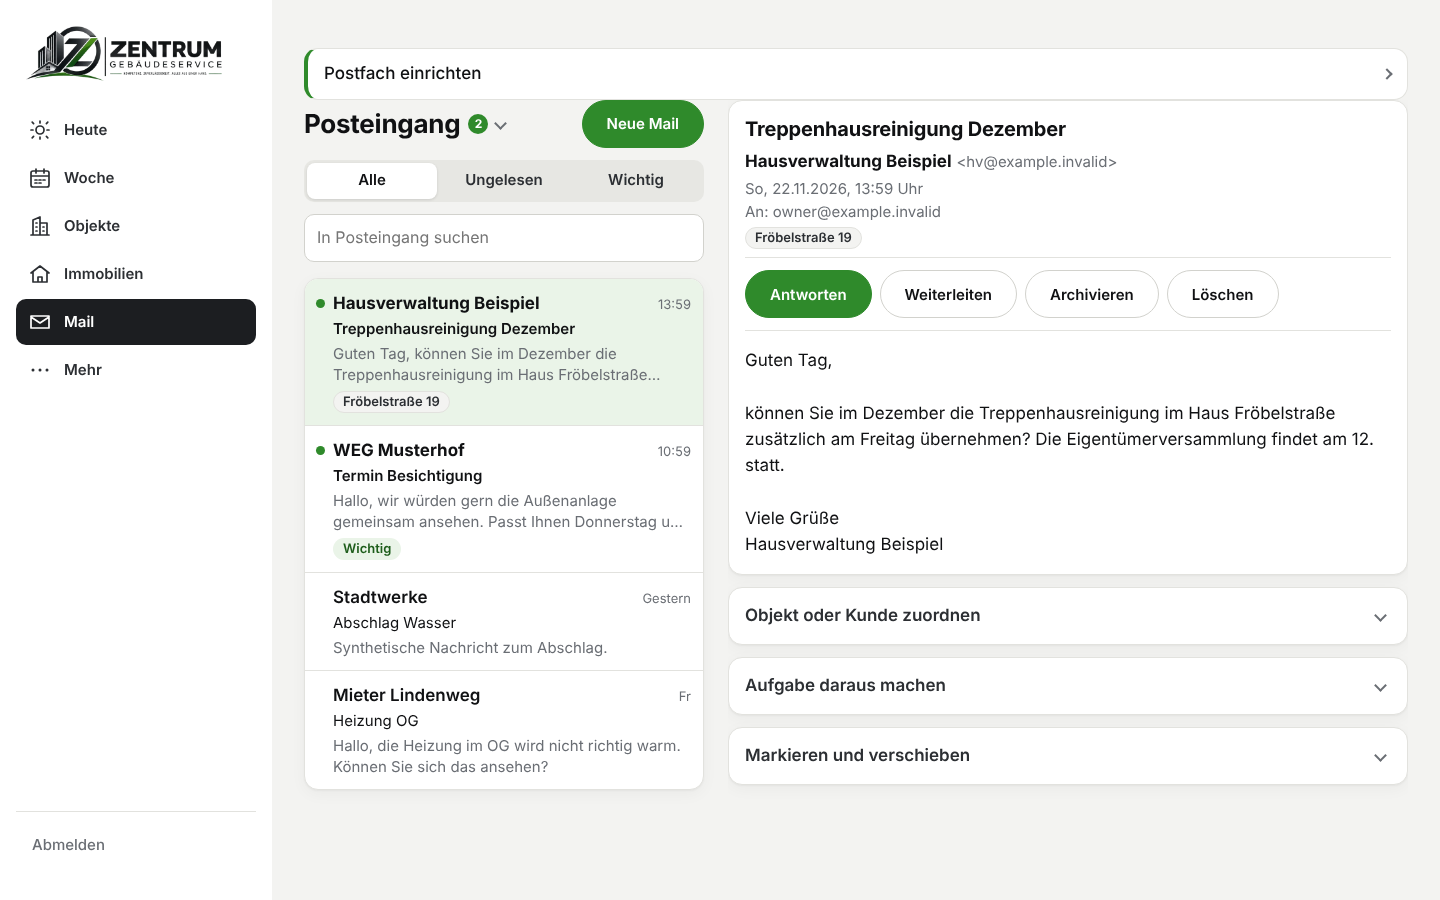 ZENTRUM
GEBÄUDESERVICE
Heute
Woche
Objekte
Immobilien
Mail
Mehr
Abmelden
Postfach einrichten
Posteingang 2
Neue Mail
Alle
Ungelesen
Wichtig
In Posteingang suchen
Hausverwaltung Beispiel 13:59
Treppenhausreinigung Dezember
Guten Tag, können Sie im Dezember die
Treppenhausreinigung im Haus Fröbelstraße...
Fröbelstraße 19
WEG Musterhof 10:59
Termin Besichtigung
Hallo, wir würden gern die Außenanlage
gemeinsam ansehen. Passt Ihnen Donnerstag u...
Wichtig
Stadtwerke Gestern
Abschlag Wasser
Synthetische Nachricht zum Abschlag.
Mieter Lindenweg Fr
Heizung OG
Hallo, die Heizung im OG wird nicht richtig warm.
Können Sie sich das ansehen?
Treppenhausreinigung Dezember
Hausverwaltung Beispiel <hv@example.invalid>
So, 22.11.2026, 13:59 Uhr
An: owner@example.invalid
Fröbelstraße 19
Antworten
Weiterleiten
Archivieren
Löschen
Guten Tag,
können Sie im Dezember die Treppenhausreinigung im Haus Fröbelstraße
zusätzlich am Freitag übernehmen? Die Eigentümerversammlung findet am 12.
statt.
Viele Grüße
Hausverwaltung Beispiel
Objekt oder Kunde zuordnen
Aufgabe daraus machen
Markieren und verschieben